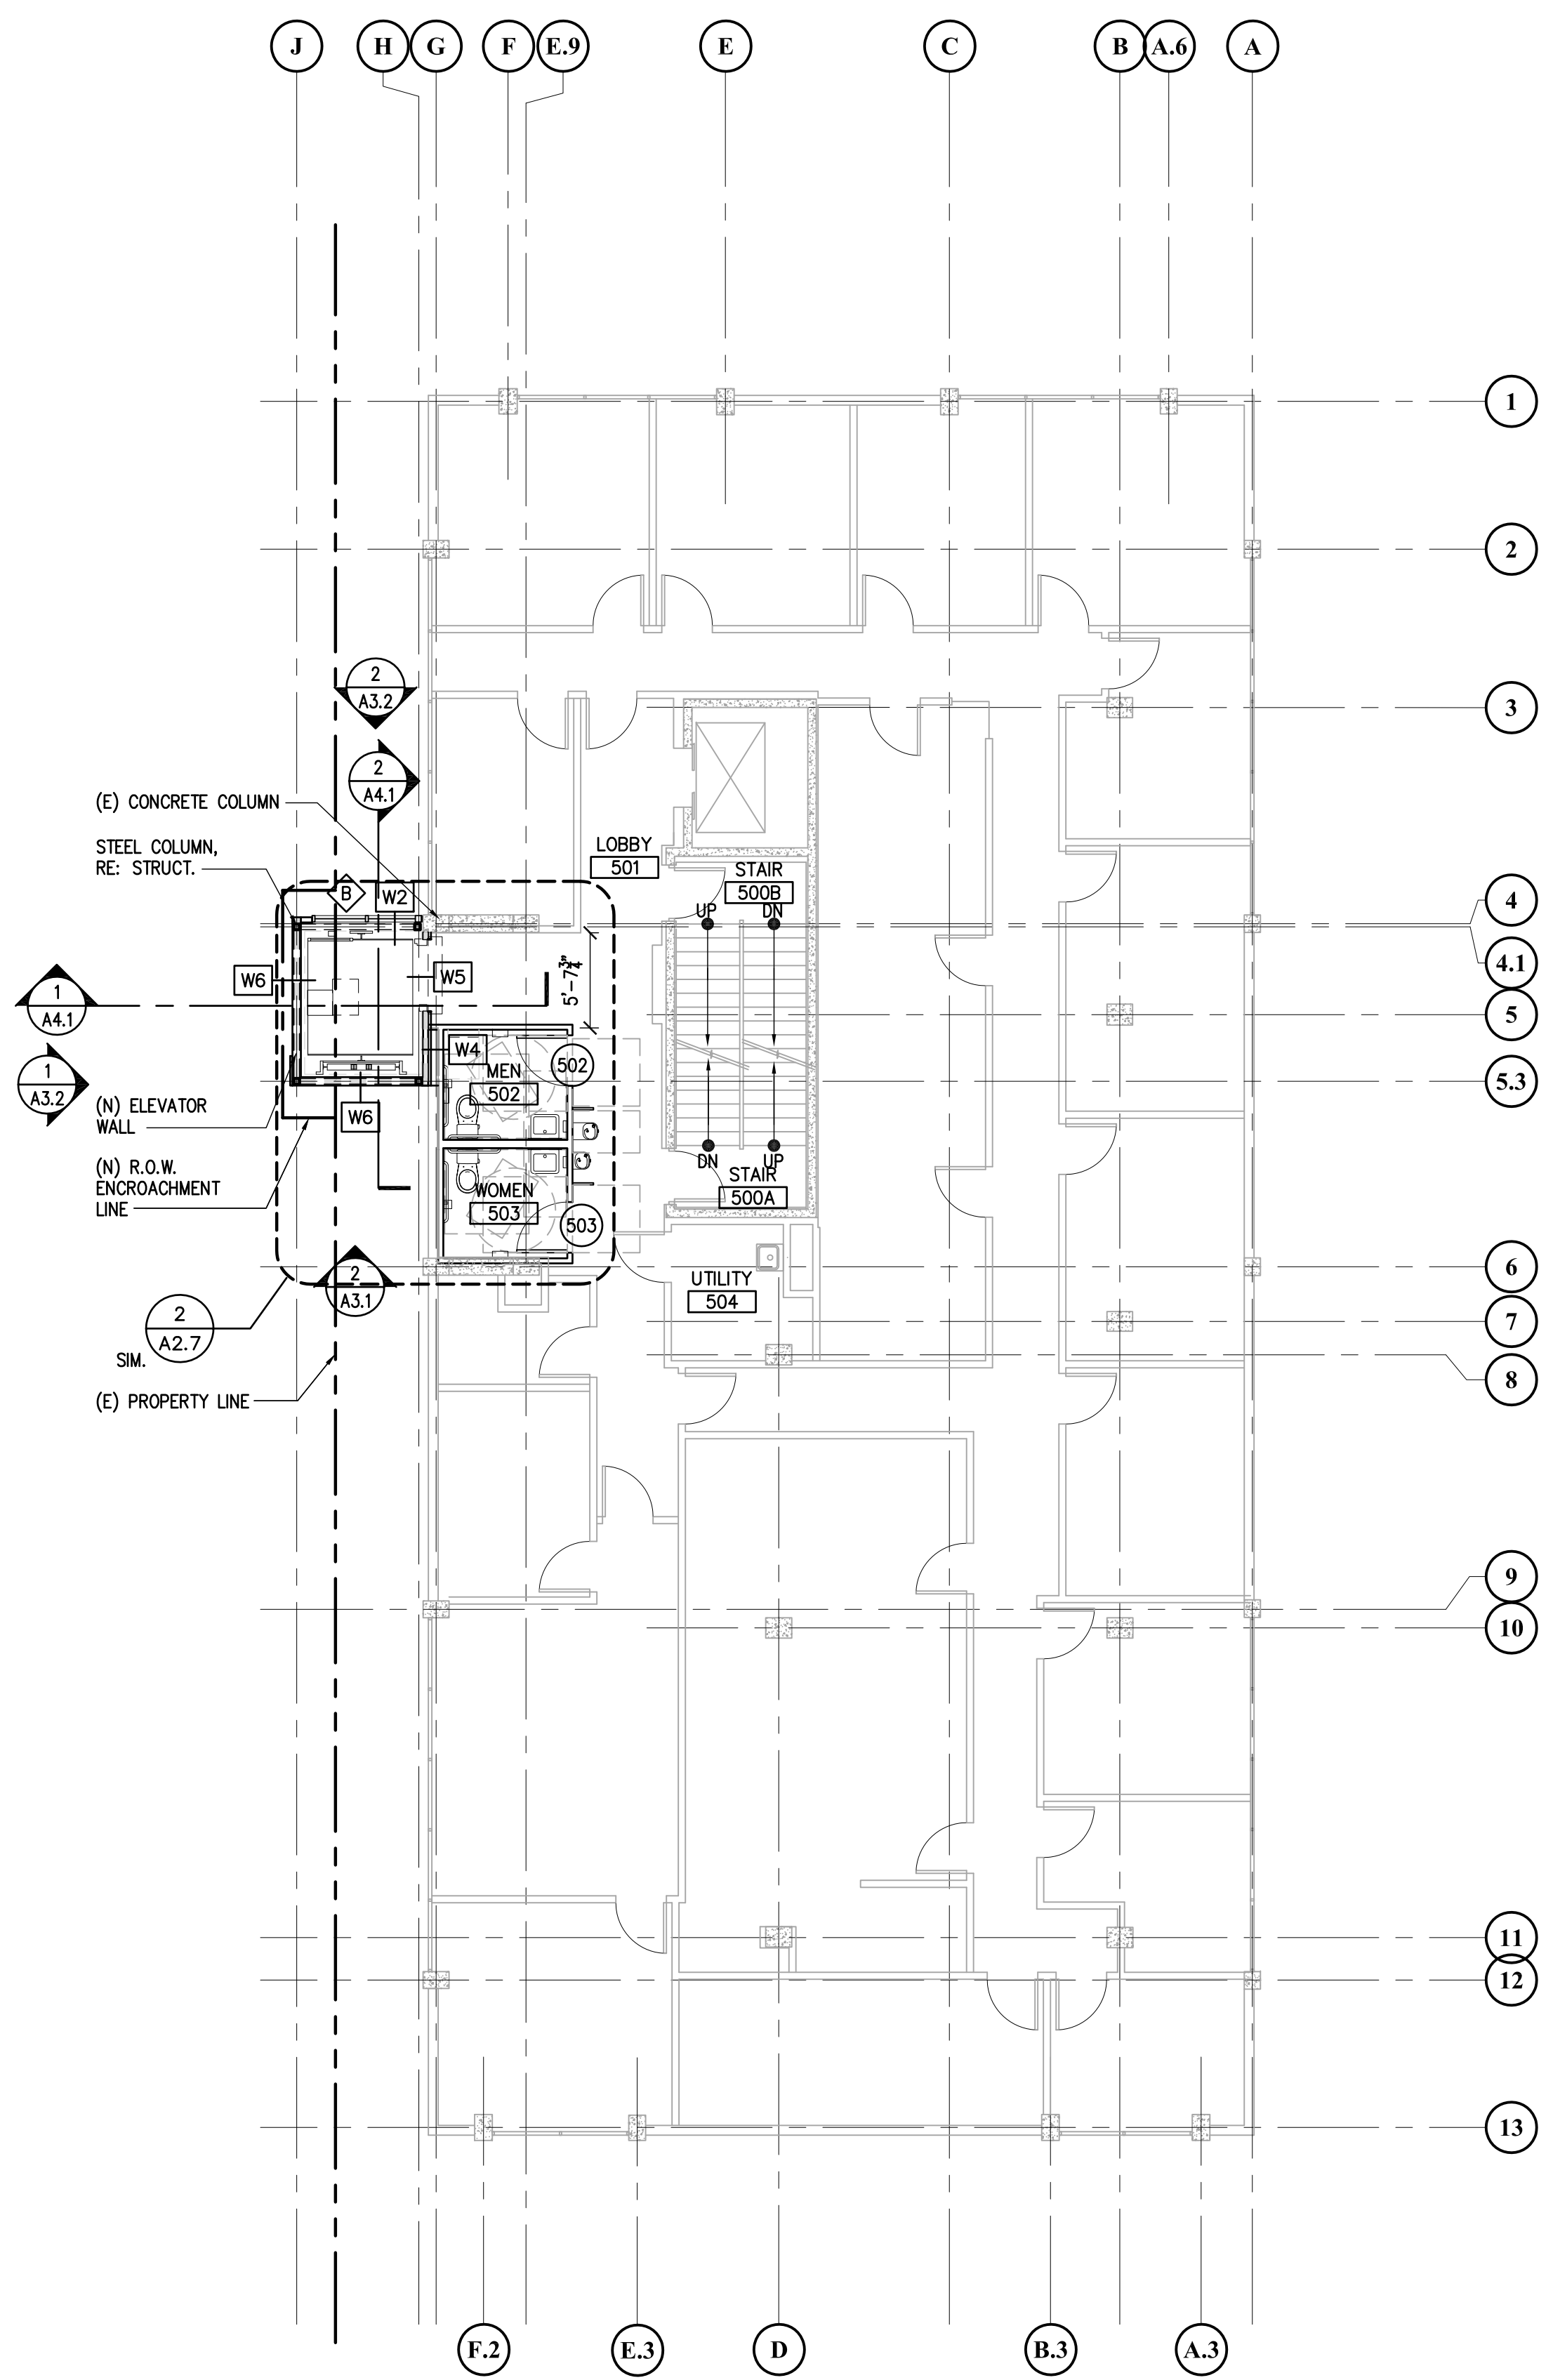 J H G F E.9 E C B A.6 A
1
2
2
A3.2
3
2
A4.1
(E) CONCRETE COLUMN
STEEL COLUMN,
RE: STRUCT.
LOBBY
501
STAIR
500B
B
W2
UP
DN
4
4.1
W6
W5
5'-7 3/4"
1
A4.1
5
W4
MEN
502
502
1
A3.2
5.3
(N) ELEVATOR
WALL
W6
(N) R.O.W.
ENCROACHMENT
LINE
DN
UP
STAIR
500A
WOMEN
503
503
6
2
A3.1
UTILITY
504
2
A2.7
SIM.
7
8
(E) PROPERTY LINE
9
10
11
12
13
F.2 E.3 D B.3 A.3